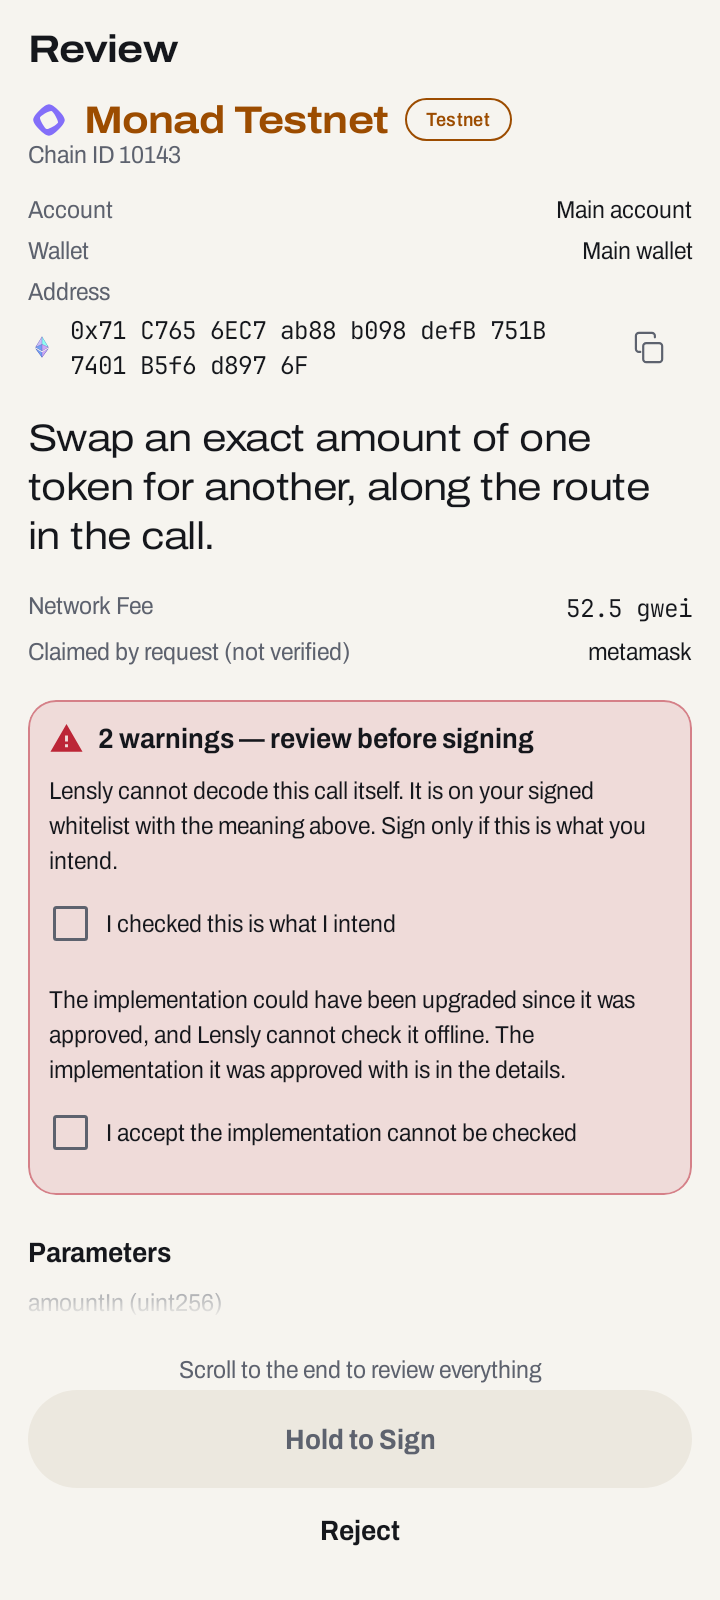 Review
Monad Testnet
Testnet
Chain ID 10143
Account
Main account
Wallet
Main wallet
Address
0x71 C765 6EC7 ab88 b098 defB 751B
7401 B5f6 d897 6F
Swap an exact amount of one
token for another, along the route
in the call.
Network Fee
52.5 gwei
Claimed by request (not verified)
metamask
2 warnings — review before signing
Lensly cannot decode this call itself. It is on your signed
whitelist with the meaning above. Sign only if this is what you
intend.
I checked this is what I intend
The implementation could have been upgraded since it was
approved, and Lensly cannot check it offline. The
implementation it was approved with is in the details.
I accept the implementation cannot be checked
Parameters
amountIn (uint256)
Scroll to the end to review everything
Hold to Sign
Reject